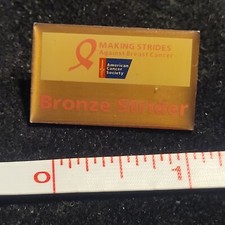 MAKING STRIDES
Against Breast Cancer
American
Cancer
Society
Bronze Strider
0
1